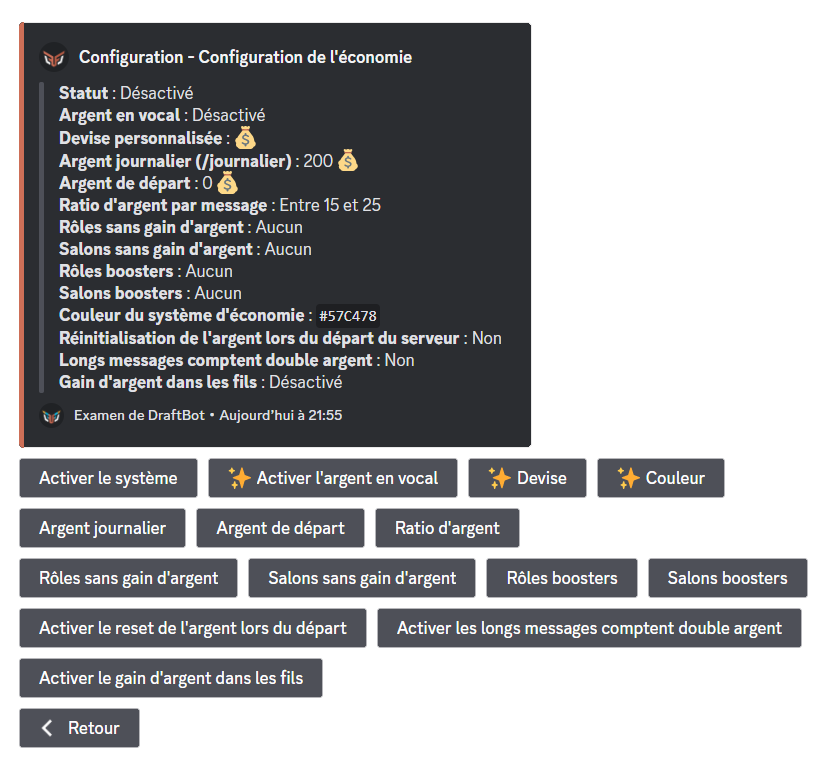 Configuration - Configuration de l'économie
Statut : Désactivé
Argent en vocal : Désactivé
Devise personnalisée :
Argent journalier (/journalier) : 200
Argent de départ : 0
Ratio d'argent par message : Entre 15 et 25
Rôles sans gain d'argent : Aucun
Salons sans gain d'argent : Aucun
Rôles boosters : Aucun
Salons boosters : Aucun
Couleur du système d'économie : #57C478
Réinitialisation de l'argent lors du départ du serveur : Non
Longs messages comptent double argent : Non
Gain d'argent dans les fils : Désactivé
Examen de DraftBot • Aujourd'hui à 21:55
Activer le système Activer l'argent en vocal Devise Couleur
Argent journalier Argent de départ Ratio d'argent
Rôles sans gain d'argent Salons sans gain d'argent Rôles boosters Salons boosters
Activer le reset de l'argent lors du départ Activer les longs messages comptent double argent
Activer le gain d'argent dans les fils
Retour